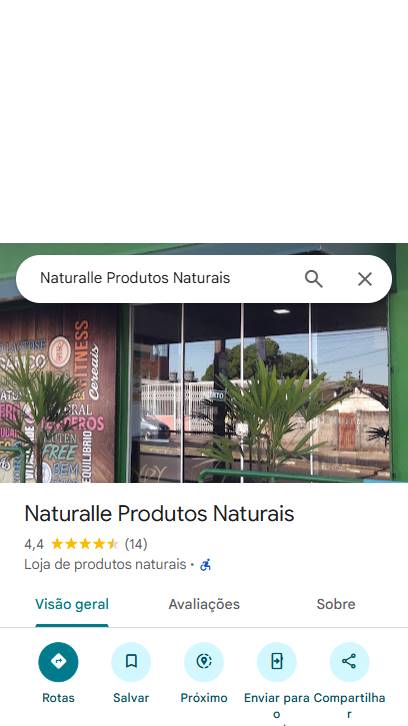 Naturalle Produtos Naturais
FITNESS
Cereais
GLUTEN
FREE
BEM
EQUILIBRIO
Naturalle Produtos Naturais
4,4 (14)
Loja de produtos naturais ·
Visão geral Avaliações Sobre
Rotas Salvar Próximo Enviar para o Compartilhar